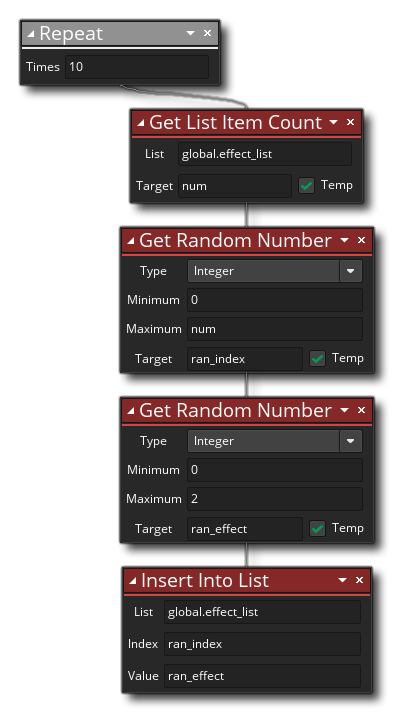 Repeat
Times 10
Get List Item Count
List global.effect_list
Target num Temp
Get Random Number
Type Integer
Minimum 0
Maximum num
Target ran_index Temp
Get Random Number
Type Integer
Minimum 0
Maximum 2
Target ran_effect Temp
Insert Into List
List global.effect_list
Index ran_index
Value ran_effect